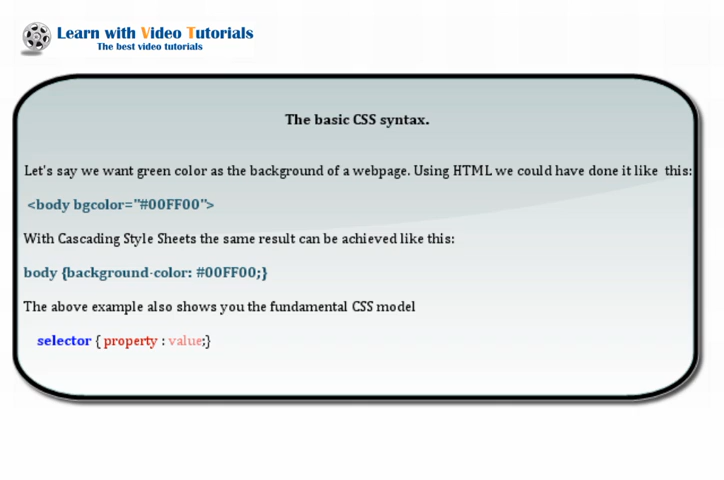 Learn with Video Tutorials
The best video tutorials
The basic CSS syntax.
Let's say we want green color as the background of a webpage. Using HTML we could have done it like this:
<body bgcolor="#00FF00">
With Cascading Style Sheets the same result can be achieved like this:
body {background-color: #00FF00;}
The above example also shows you the fundamental CSS model
selector { property : value;}